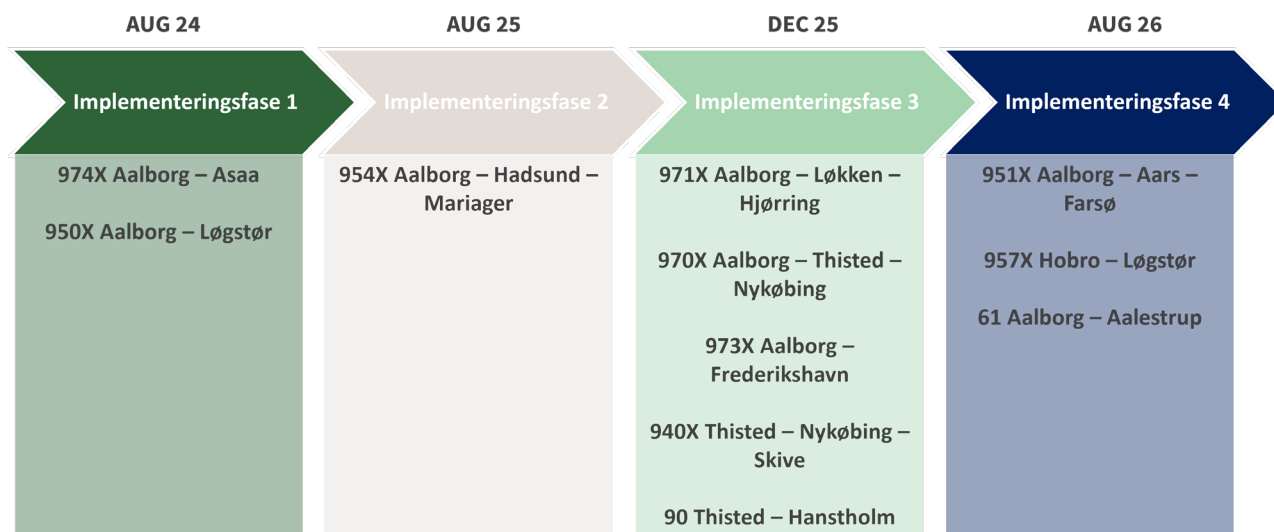 AUG 24
AUG 25
DEC 25
AUG 26
Implementeringsfase 1
Implementeringsfase 2
Implementeringsfase 3
Implementeringsfase 4
974X Aalborg – Asaa
950X Aalborg – Løgstør
954X Aalborg – Hadsund –
Mariager
971X Aalborg – Løkken –
Hjørring
970X Aalborg – Thisted –
Nykøbing
973X Aalborg –
Frederikshavn
940X Thisted – Nykøbing –
Skive
90 Thisted – Hanstholm
951X Aalborg – Aars –
Farsø
957X Hobro – Løgstør
61 Aalborg – Aalestrup